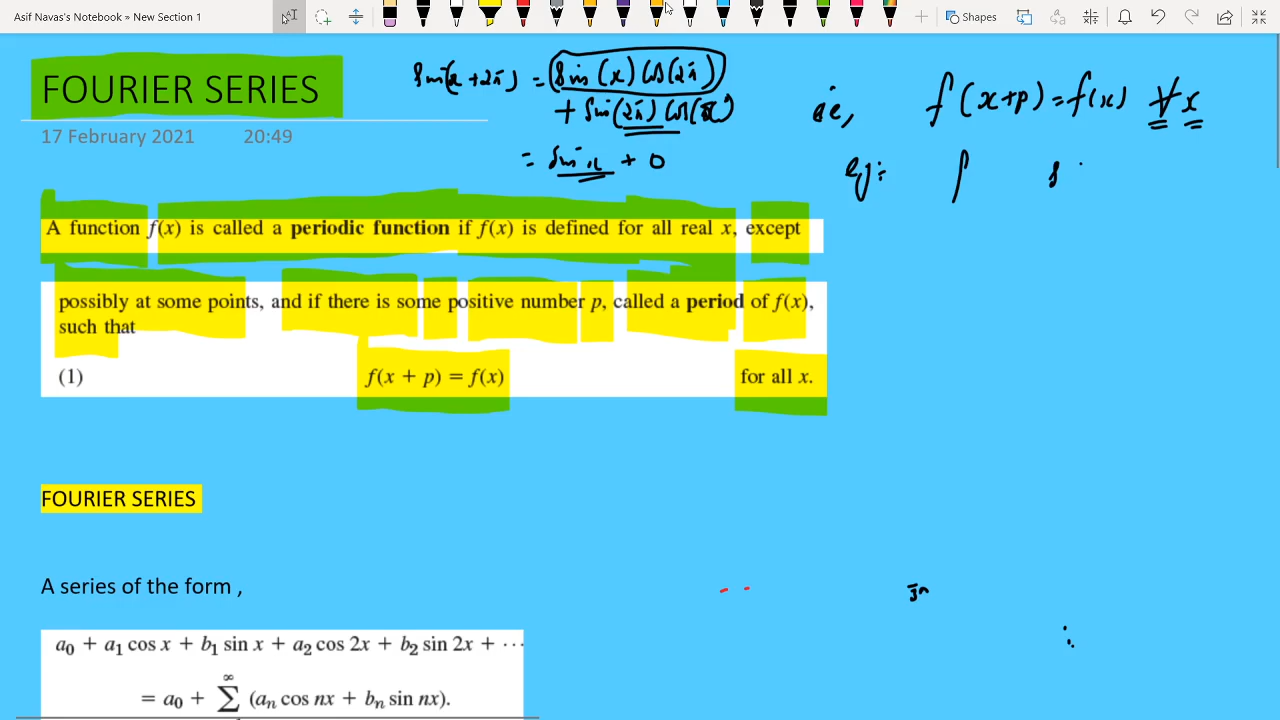 Asif Navas's Notebook » New Section 1
Shapes
FOURIER SERIES
17 February 2021 20:49
Sin(x + 2π) = Sin(x) Cos(2π)
+ Sin(2π) Cos(x)
= Sin x + 0
ie, f(x+p) = f(x) ∀ x
eg:
A function f(x) is called a periodic function if f(x) is defined for all real x, except
possibly at some points, and if there is some positive number p, called a period of f(x),
such that
(1) f(x + p) = f(x) for all x.
FOURIER SERIES
A series of the form ,
a₀ + a₁ cos x + b₁ sin x + a₂ cos 2x + b₂ sin 2x + ···
= a₀ + ∑ ∞ (aₙ cos nx + bₙ sin nx).